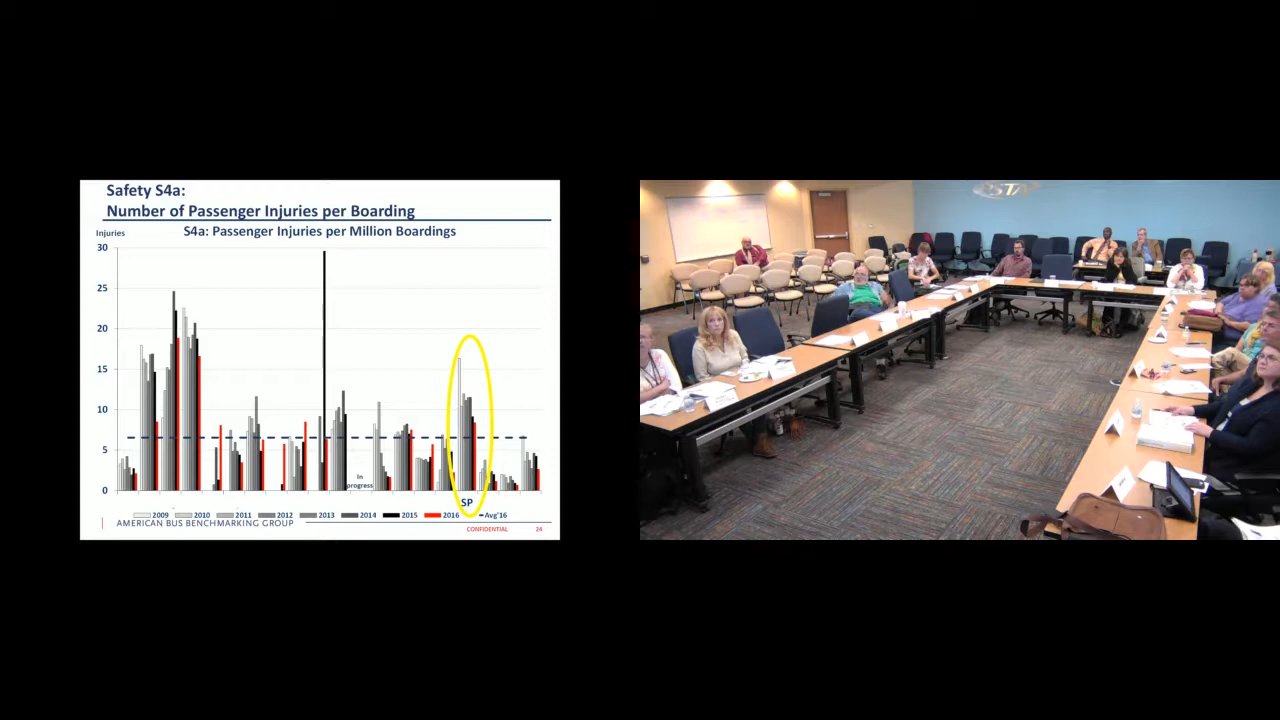 Safety S4a:
Number of Passenger Injuries per Boarding
Injuries
S4a: Passenger Injuries per Million Boardings
30
25
20
15
10
5
0
In
progress
SP
2009 2010 2011 2012 2013 2014 2015 2016 Avg'16
AMERICAN BUS BENCHMARKING GROUP
CONFIDENTIAL 24
PSTA